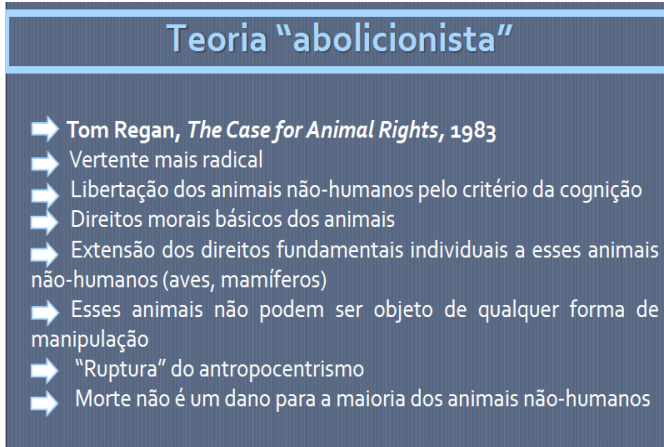 Teoria “abolicionista”
Tom Regan, The Case for Animal Rights, 1983
Vertente mais radical
Libertação dos animais não-humanos pelo critério da cognição
Direitos morais básicos dos animais
Extensão dos direitos fundamentais individuais a esses animais
não-humanos (aves, mamíferos)
Esses animais não podem ser objeto de qualquer forma de
manipulação
“Ruptura” do antropocentrismo
Morte não é um dano para a maioria dos animais não-humanos